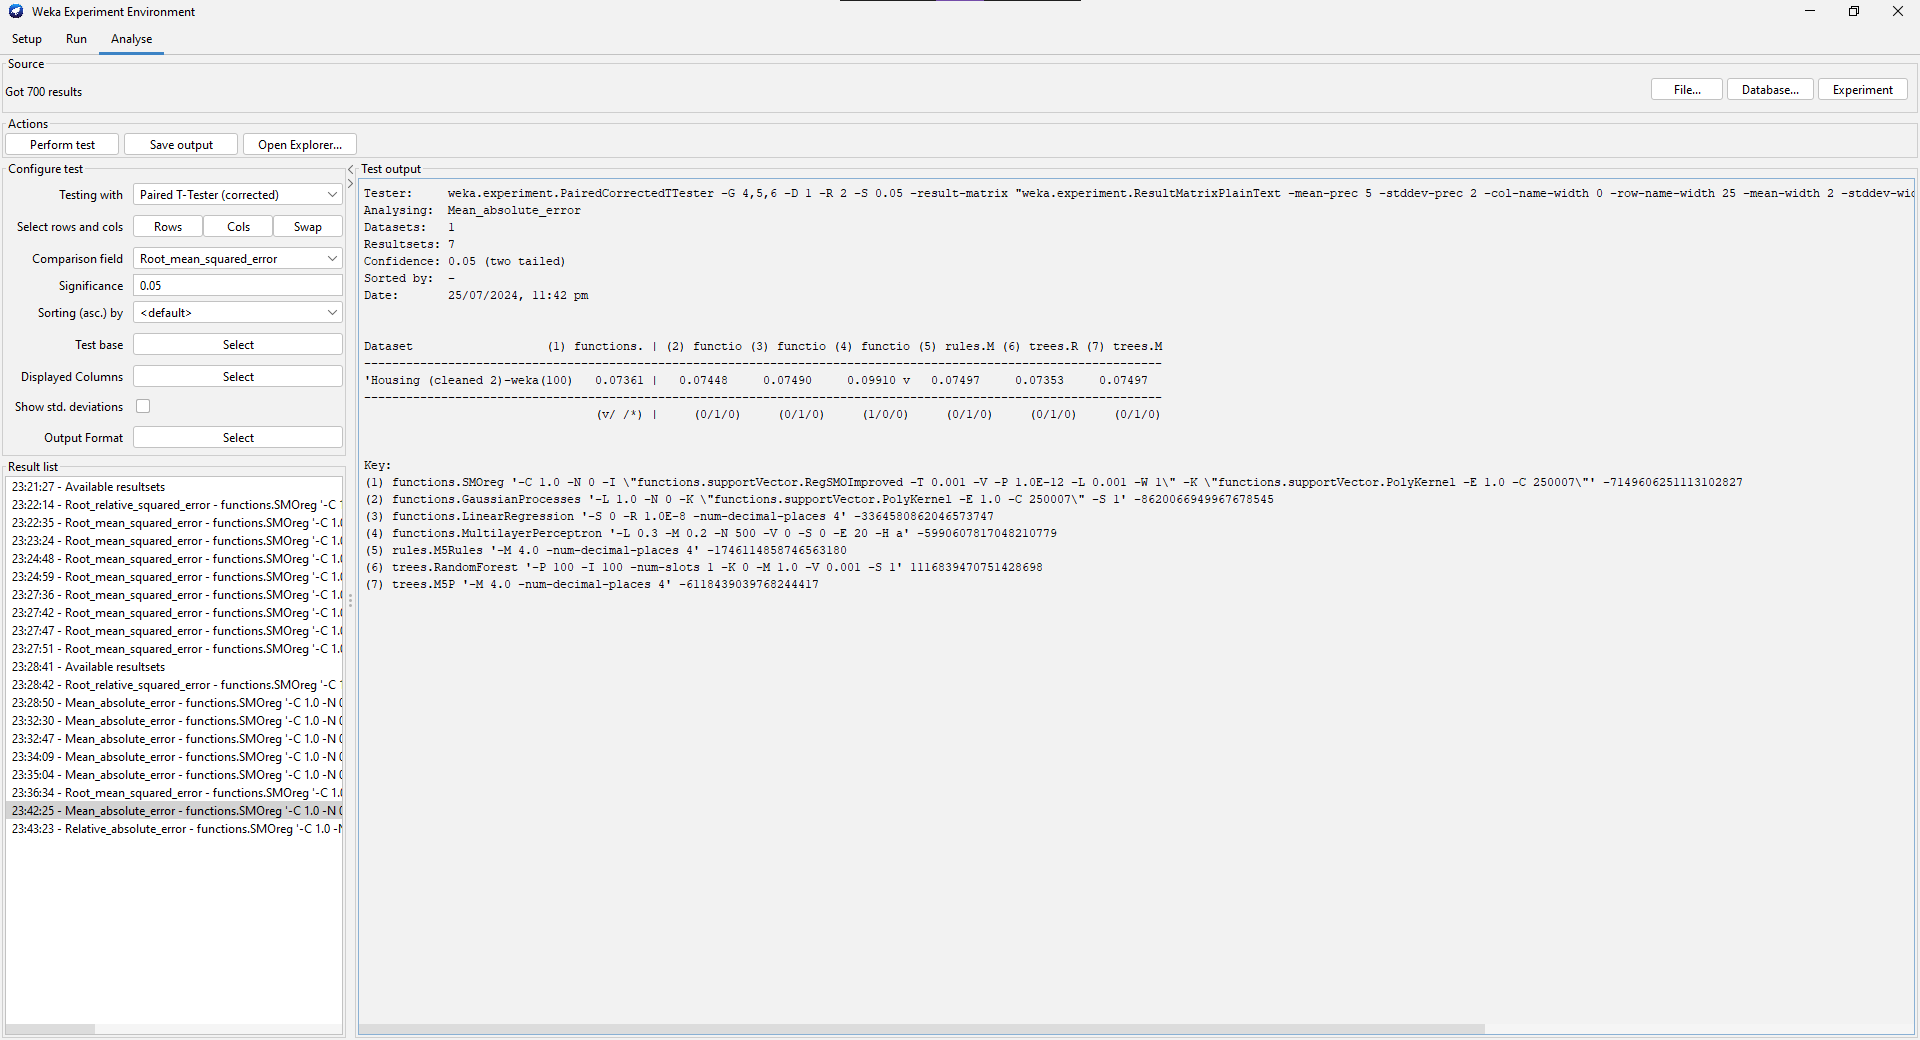 Weka Experiment Environment
Setup Run Analyse
Source
Got 700 results
File... Database... Experiment
Actions
Perform test Save output Open Explorer...
Configure test
Testing with Paired T-Tester (corrected)
Select rows and cols Rows Cols Swap
Comparison field Root_mean_squared_error
Significance 0.05
Sorting (asc.) by <default>
Test base Select
Displayed Columns Select
Show std. deviations
Output Format Select
Result list
23:21:27 - Available resultsets
23:22:14 - Root_relative_squared_error - functions.SMOreg '-C 1
23:22:35 - Root_mean_squared_error - functions.SMOreg '-C 1.0
23:23:24 - Root_mean_squared_error - functions.SMOreg '-C 1.0
23:24:48 - Root_mean_squared_error - functions.SMOreg '-C 1.0
23:24:59 - Root_mean_squared_error - functions.SMOreg '-C 1.0
23:27:36 - Root_mean_squared_error - functions.SMOreg '-C 1.0
23:27:42 - Root_mean_squared_error - functions.SMOreg '-C 1.0
23:27:47 - Root_mean_squared_error - functions.SMOreg '-C 1.0
23:27:51 - Root_mean_squared_error - functions.SMOreg '-C 1.0
23:28:41 - Available resultsets
23:28:42 - Root_relative_squared_error - functions.SMOreg '-C 1
23:28:50 - Mean_absolute_error - functions.SMOreg '-C 1.0 -N 0
23:32:30 - Mean_absolute_error - functions.SMOreg '-C 1.0 -N 0
23:32:47 - Mean_absolute_error - functions.SMOreg '-C 1.0 -N 0
23:34:09 - Mean_absolute_error - functions.SMOreg '-C 1.0 -N 0
23:35:04 - Mean_absolute_error - functions.SMOreg '-C 1.0 -N 0
23:36:34 - Root_mean_squared_error - functions.SMOreg '-C 1.0
23:42:25 - Mean_absolute_error - functions.SMOreg '-C 1.0 -N 0
23:43:23 - Relative_absolute_error - functions.SMOreg '-C 1.0 -N
Test output
Tester: weka.experiment.PairedCorrectedTTester -G 4,5,6 -D 1 -R 2 -S 0.05 -result-matrix "weka.experiment.ResultMatrixPlainText -mean-prec 5 -stddev-prec 2 -col-name-width 0 -row-name-width 25 -mean-width 2 -stddev-wid
Analysing: Mean_absolute_error
Datasets: 1
Resultsets: 7
Confidence: 0.05 (two tailed)
Sorted by: -
Date: 25/07/2024, 11:42 pm
Dataset (1) functions. | (2) functio (3) functio (4) functio (5) rules.M (6) trees.R (7) trees.M
------------------------------------------------------------------------------------------------------------------
'Housing (cleaned 2)-weka(100) 0.07361 | 0.07448 0.07490 0.09910 v 0.07497 0.07353 0.07497
------------------------------------------------------------------------------------------------------------------
(v/ /*) | (0/1/0) (0/1/0) (1/0/0) (0/1/0) (0/1/0) (0/1/0)
Key:
(1) functions.SMOreg '-C 1.0 -N 0 -I \"functions.supportVector.RegSMOImproved -T 0.001 -V -P 1.0E-12 -L 0.001 -W 1\" -K \"functions.supportVector.PolyKernel -E 1.0 -C 250007\"' -7149606251113102827
(2) functions.GaussianProcesses '-L 1.0 -N 0 -K \"functions.supportVector.PolyKernel -E 1.0 -C 250007\" -S 1' -8620066949967678545
(3) functions.LinearRegression '-S 0 -R 1.0E-8 -num-decimal-places 4' -3364580862046573747
(4) functions.MultilayerPerceptron '-L 0.3 -M 0.2 -N 500 -V 0 -S 0 -E 20 -H a' -5990607817048210779
(5) rules.M5Rules '-M 4.0 -num-decimal-places 4' -1746114858746563180
(6) trees.RandomForest '-P 100 -I 100 -num-slots 1 -K 0 -M 1.0 -V 0.001 -S 1' 1116839470751428698
(7) trees.M5P '-M 4.0 -num-decimal-places 4' -6118439039768244417